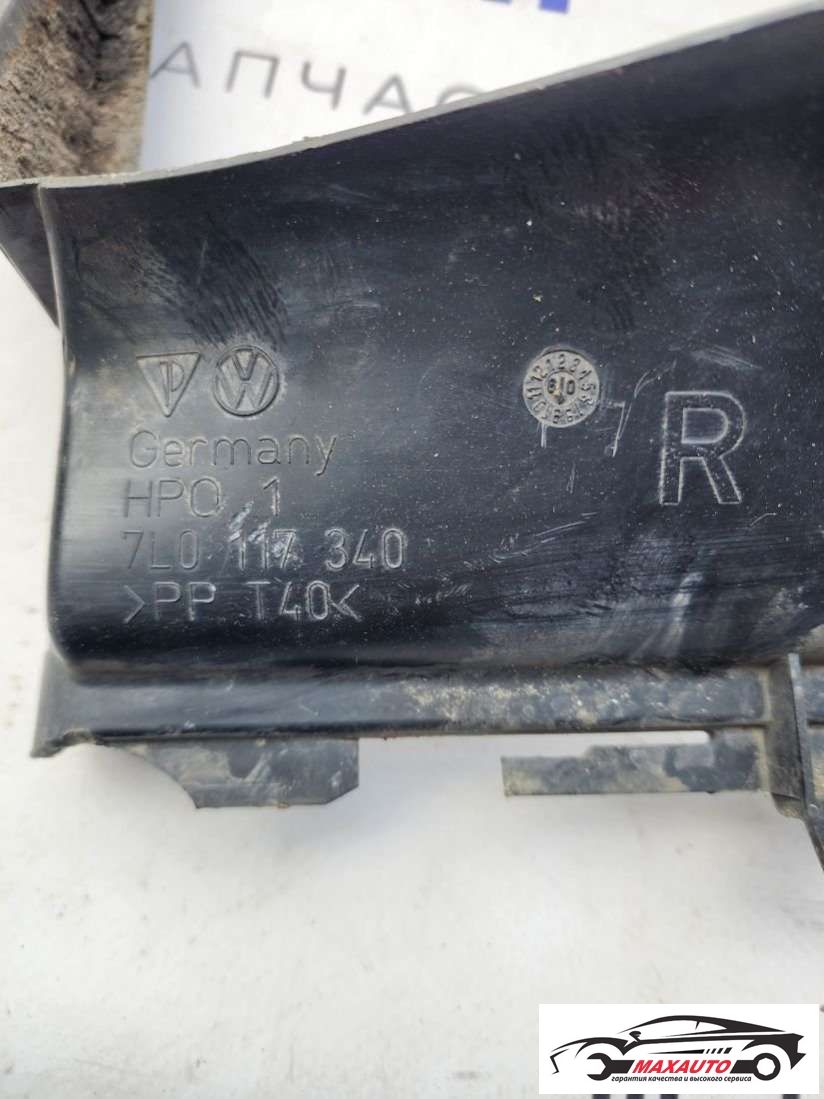 АПЧАС
Germany
HPO 1
7L0 117 340
>PP T40<
R
MAXAUTO
гарантия качества и высокого сервиса